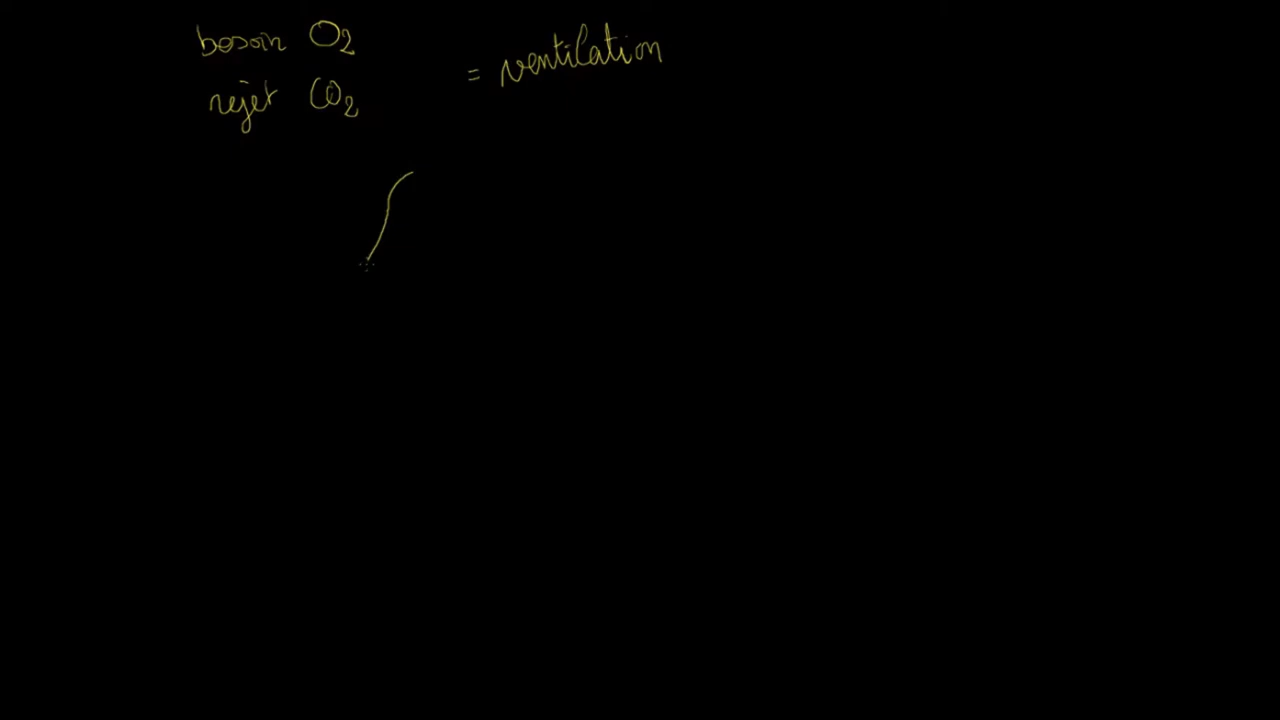 besoin O2
= ventilation
rejet CO2